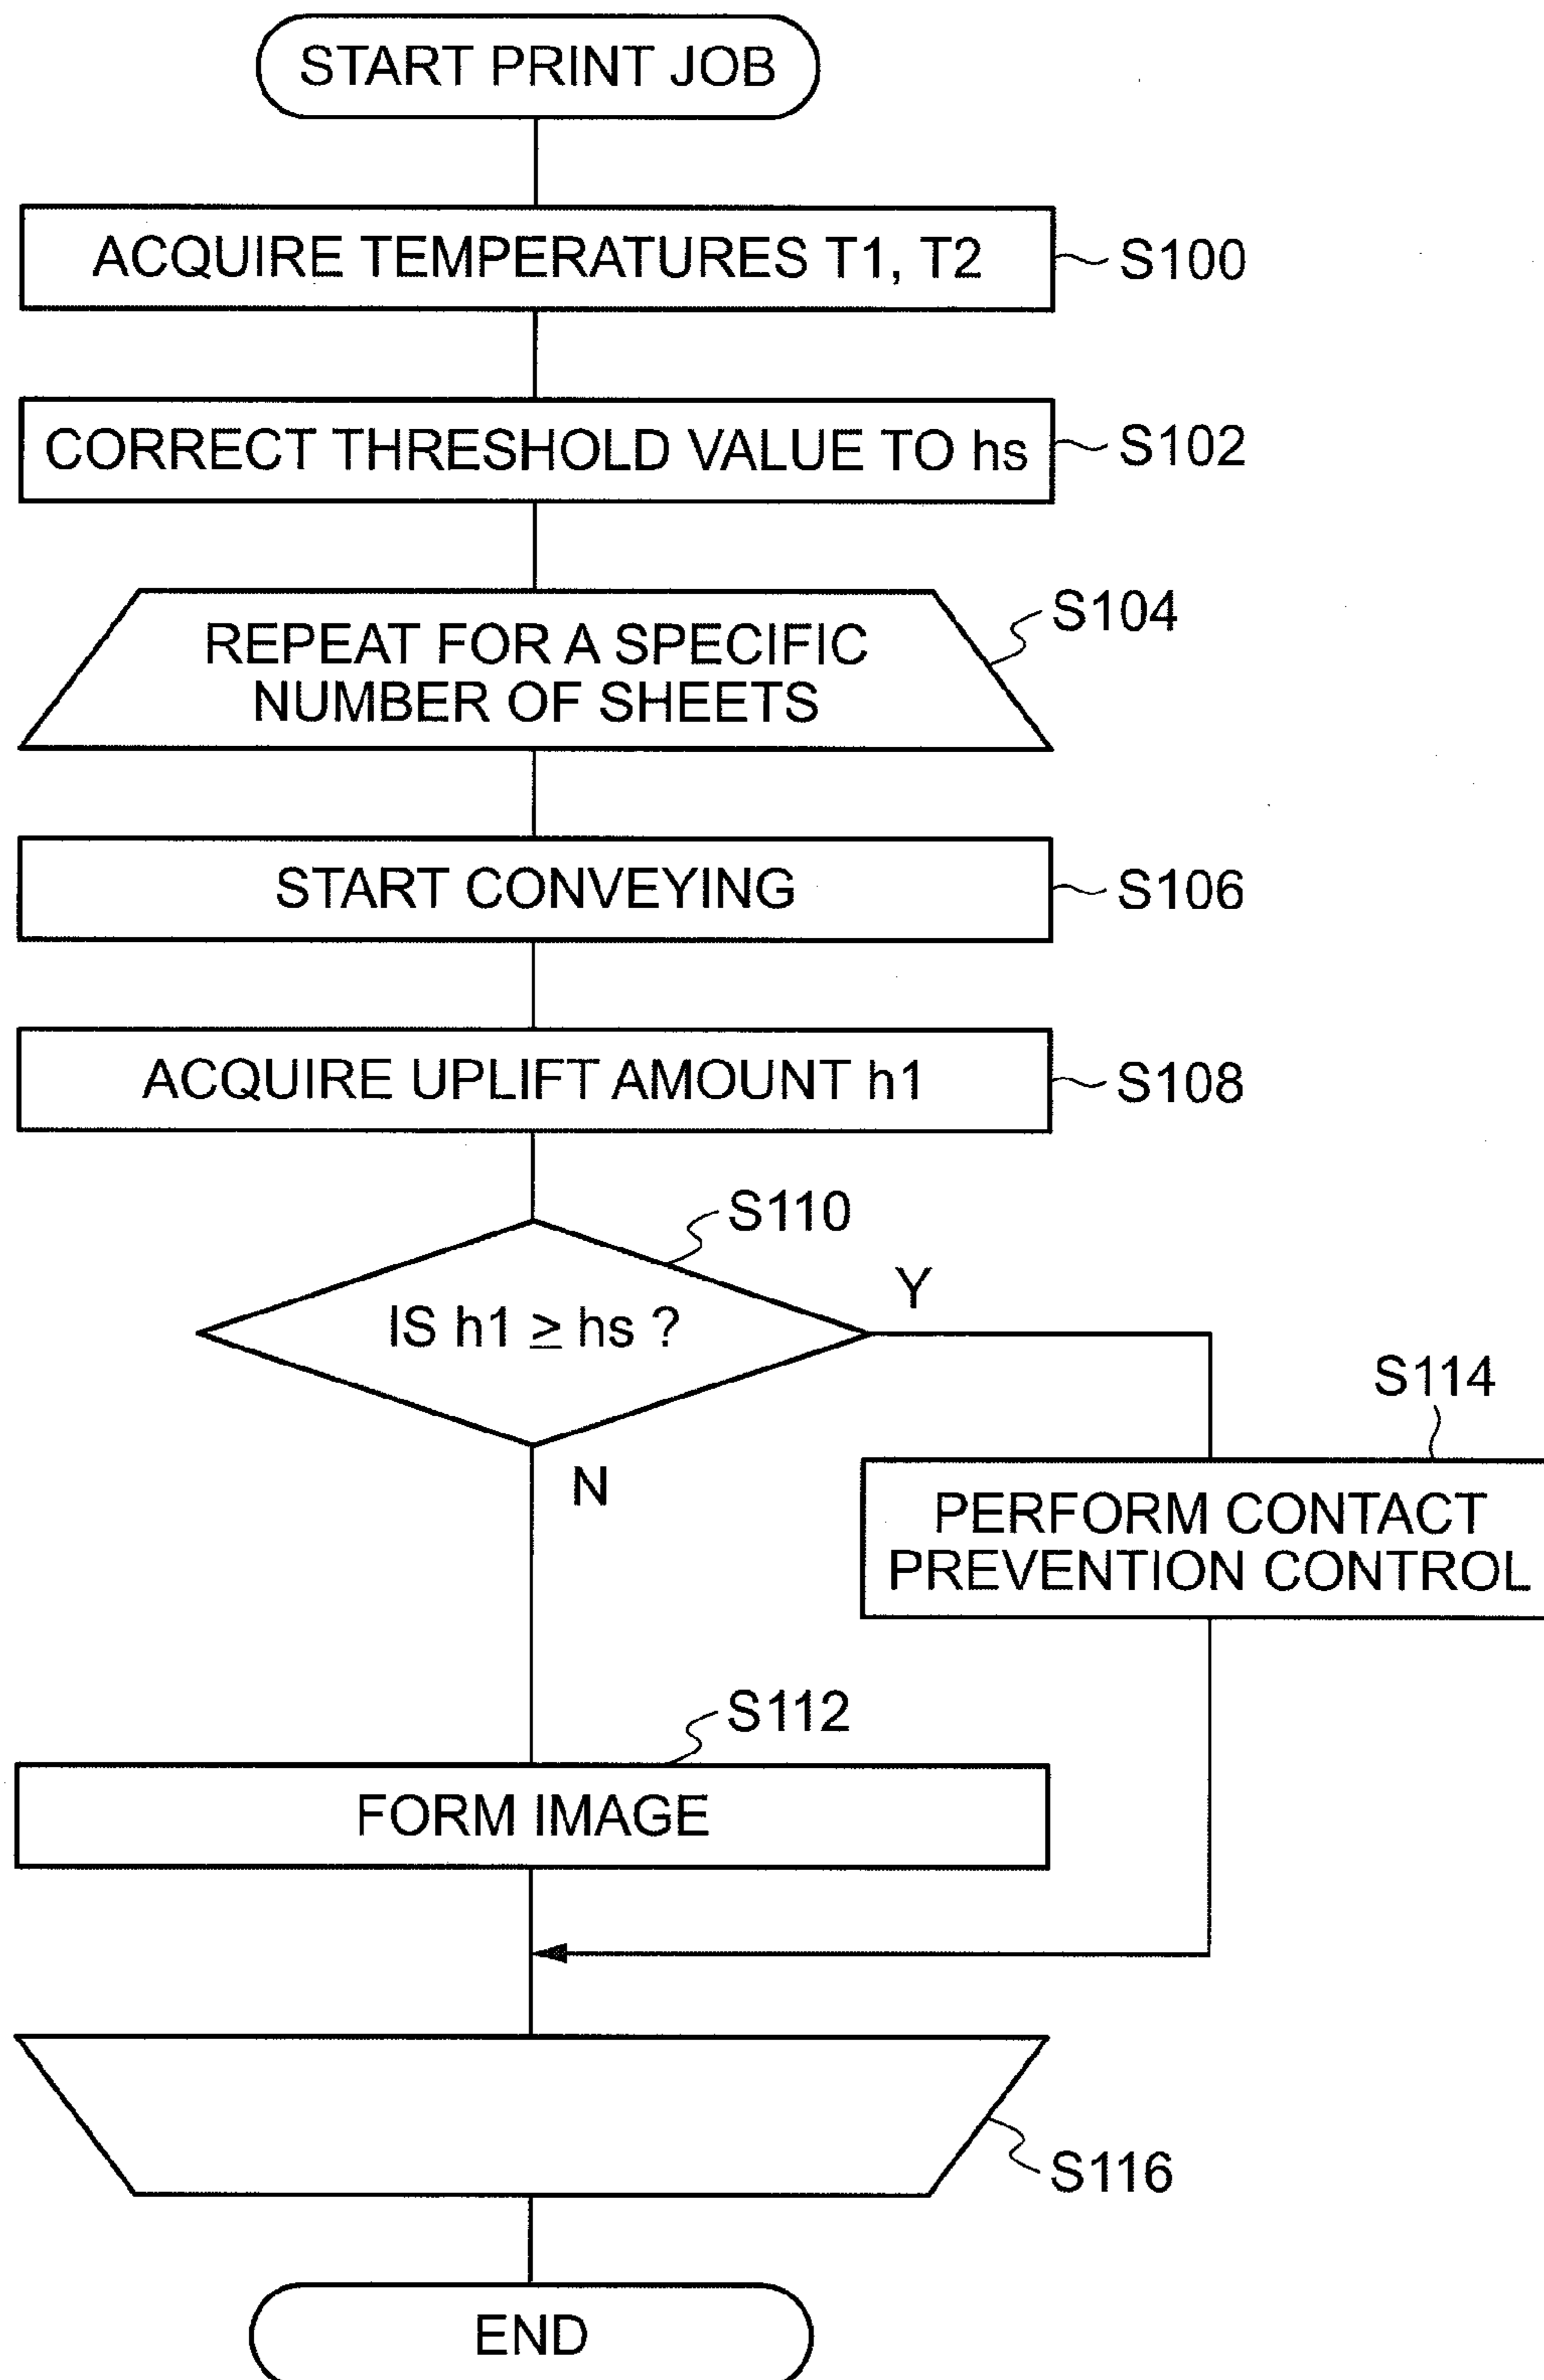 START PRINT JOB
ACQUIRE TEMPERATURES T1, T2
S100
CORRECT THRESHOLD VALUE TO hs
S102
REPEAT FOR A SPECIFIC
NUMBER OF SHEETS
S104
START CONVEYING
S106
ACQUIRE UPLIFT AMOUNT h1
S108
S110
IS h1 ≥ hs ?
Y
N
S114
PERFORM CONTACT
PREVENTION CONTROL
S112
FORM IMAGE
S116
END